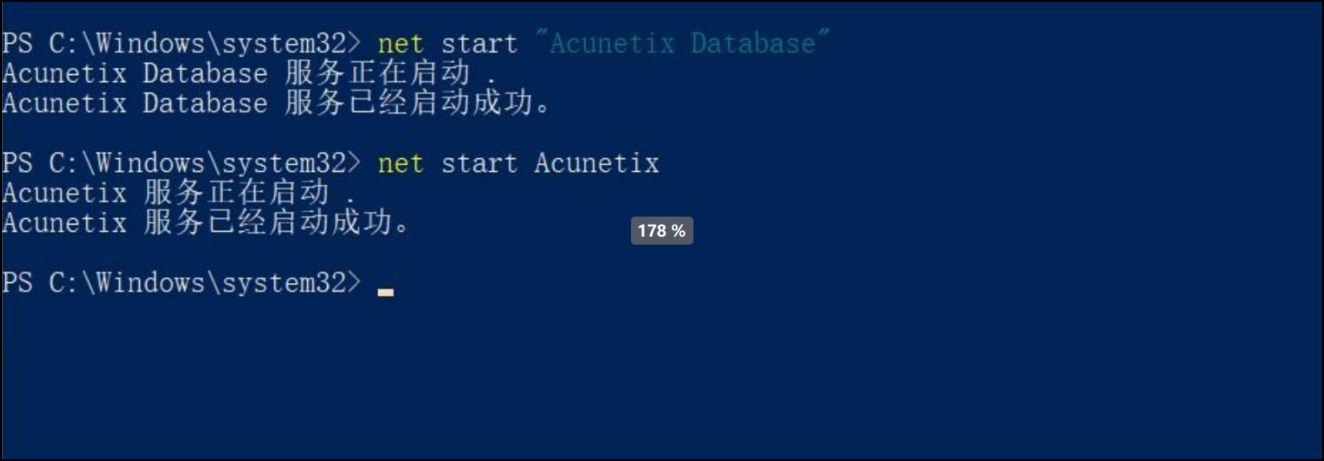 PS C:\Windows\system32> net start "Acunetix Database"
Acunetix Database 服务正在启动 .
Acunetix Database 服务已经启动成功。
PS C:\Windows\system32> net start Acunetix
Acunetix 服务正在启动 .
Acunetix 服务已经启动成功。
178 %
PS C:\Windows\system32>